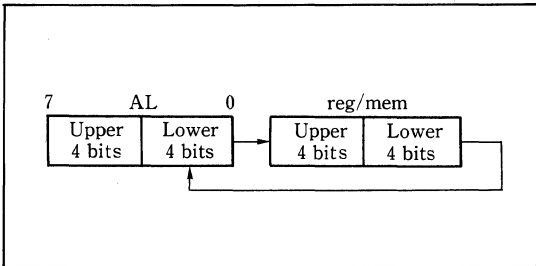 7 AL 0 reg/mem
Upper Lower Upper Lower
4 bits 4 bits 4 bits 4 bits